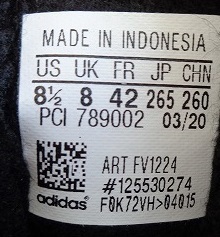 MADE IN INDONESIA
US UK FR JP CHN
8½ 8 42 265 260
PCI 789002 03/20
ART FV1224
#125530274
adidas® F0K72VH>04015